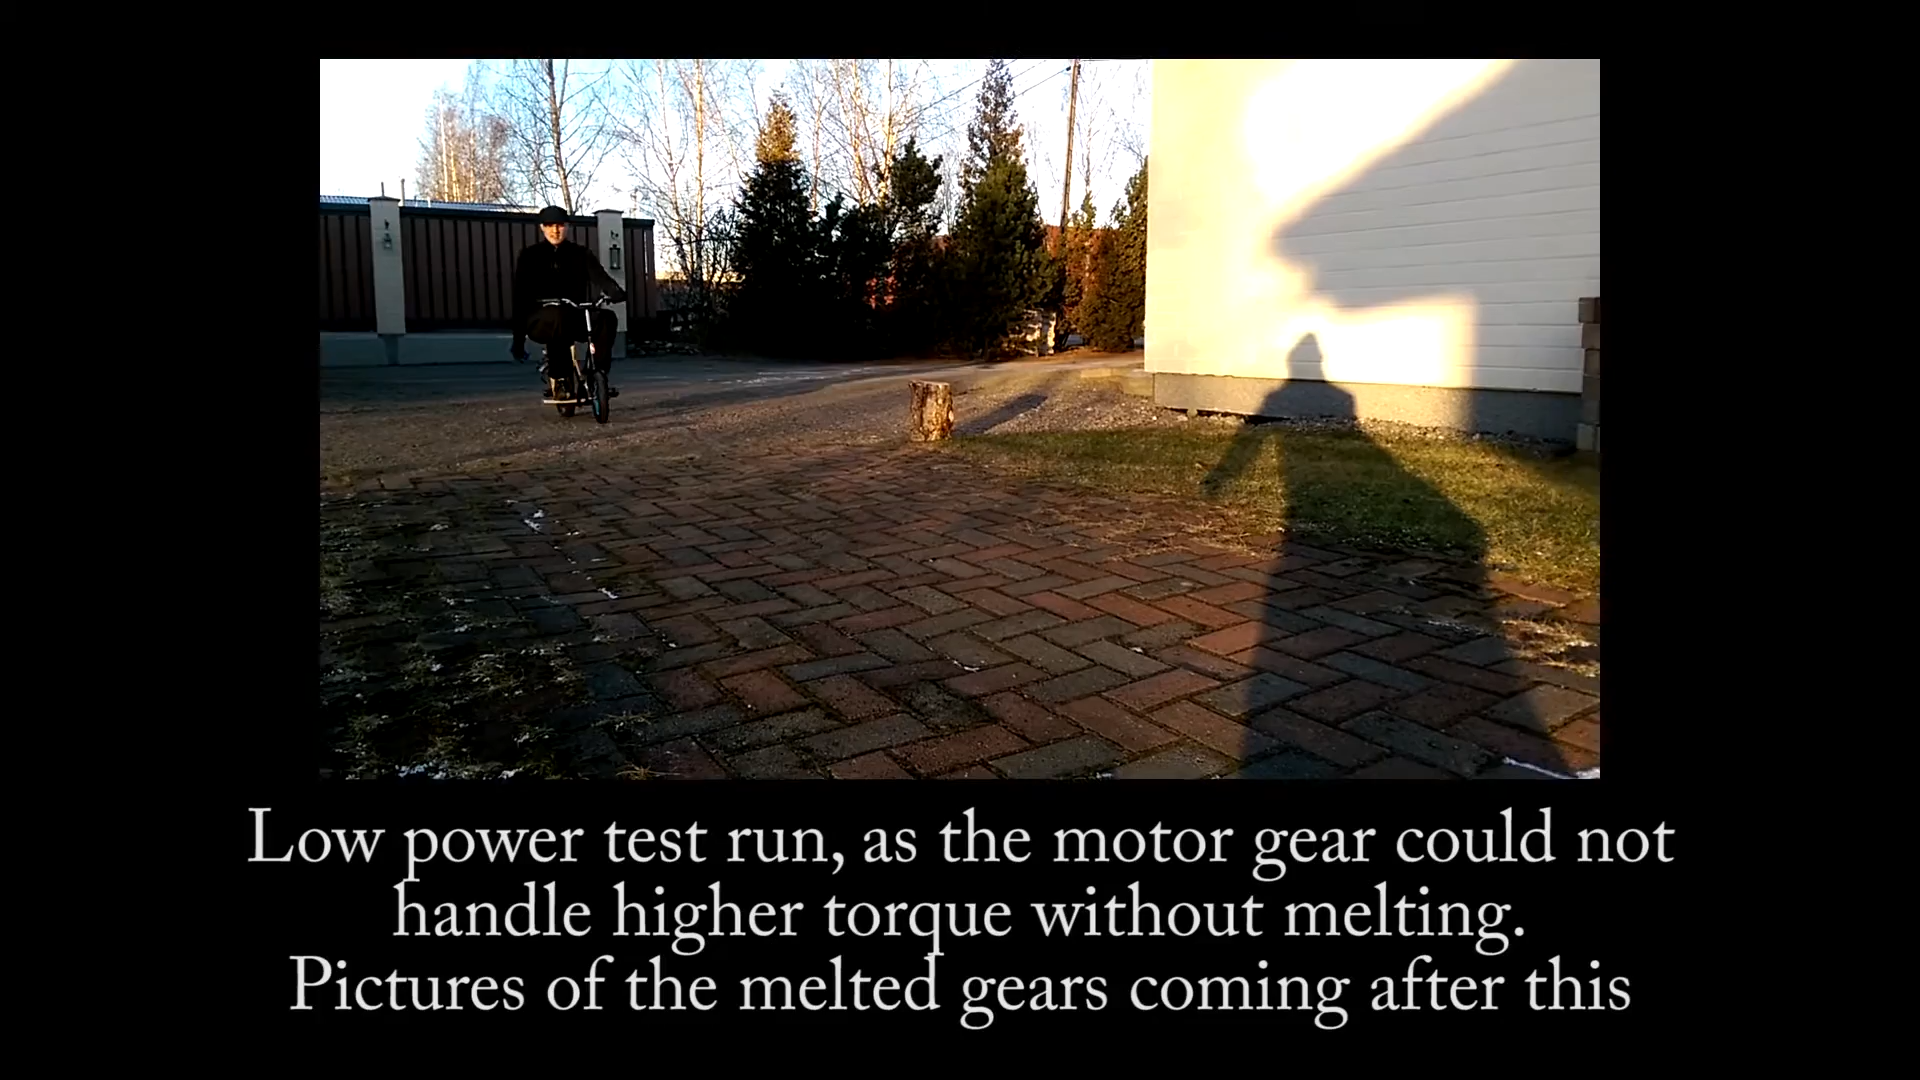 Low power test run, as the motor gear could not
handle higher torque without melting.
Pictures of the melted gears coming after this